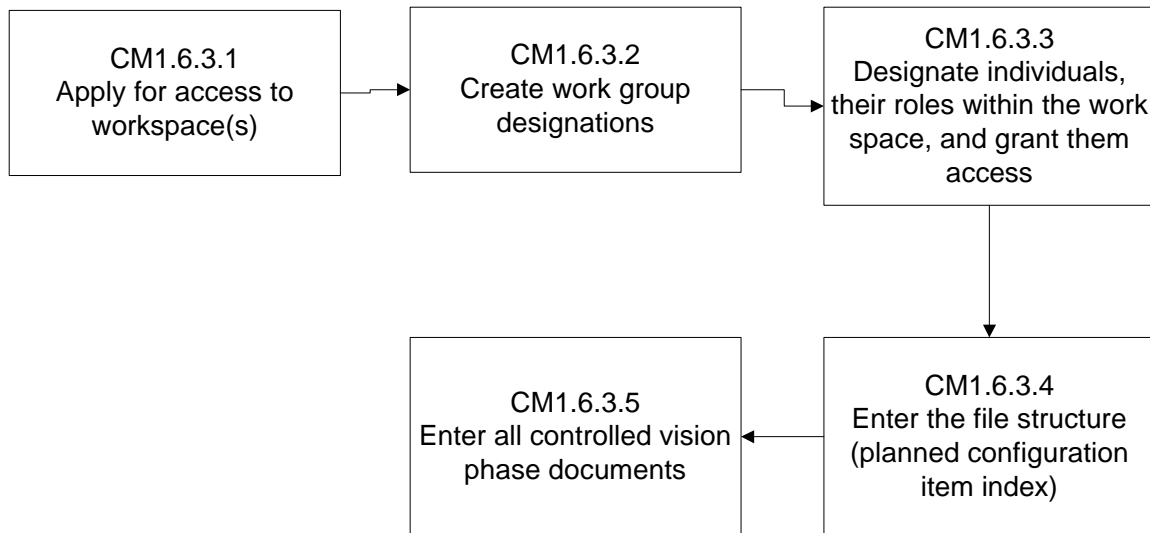 CM1.6.3.1
Apply for access to
workspace(s)
CM1.6.3.2
Create work group
designations
CM1.6.3.3
Designate individuals,
their roles within the work
space, and grant them
access
CM1.6.3.4
Enter the file structure
(planned configuration
item index)
CM1.6.3.5
Enter all controlled vision
phase documents